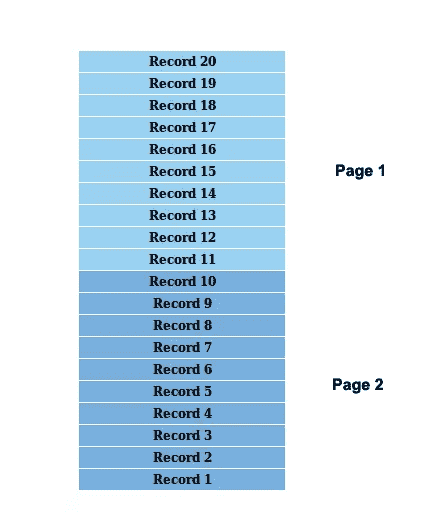 Record 20
Record 19
Record 18
Record 17
Record 16
Record 15
Page 1
Record 14
Record 13
Record 12
Record 11
Record 10
Record 9
Record 8
Record 7
Record 6
Record 5
Page 2
Record 4
Record 3
Record 2
Record 1